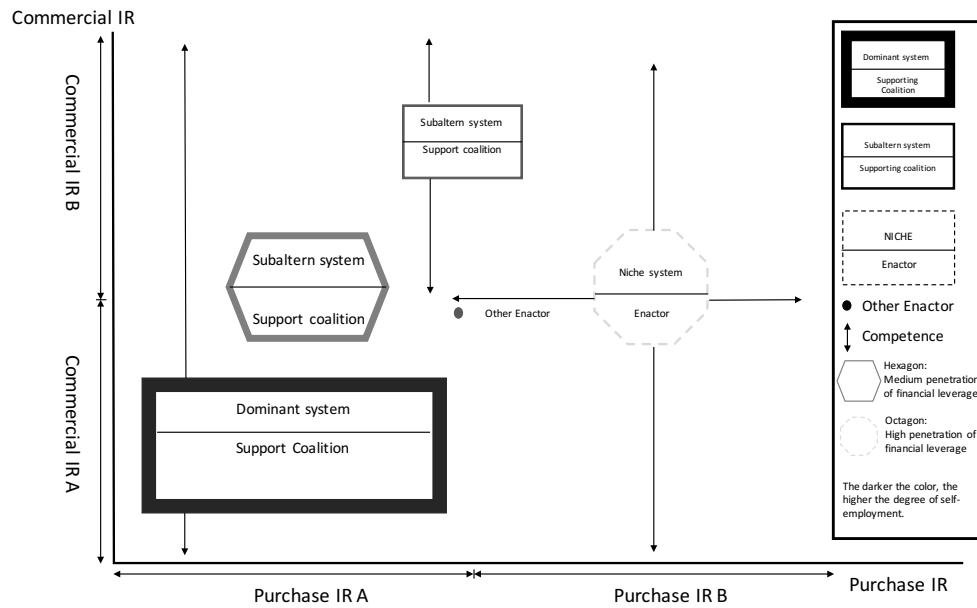 Commercial IR
Commercial IR B
Commercial IR A
Subaltern system
Support coalition
Subaltern system
Support coalition
Niche system
Enactor
Other Enactor
Dominant system
Support Coalition
Purchase IR A
Purchase IR B
Purchase IR
Dominant system
Supporting
Coalition
Subaltern system
Supporting coalition
NICHE
Enactor
Other Enactor
Competence
Hexagon:
Medium penetration
of financial leverage
Octagon:
High penetration of
financial leverage
The darker the color, the
higher the degree of self-
employment.